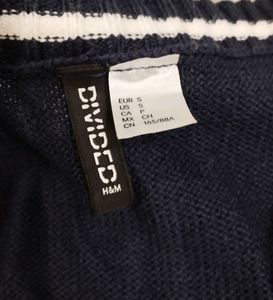 DIVIDED
H&M
EUR S
US S
CA P
MX CH
CN 165/88A